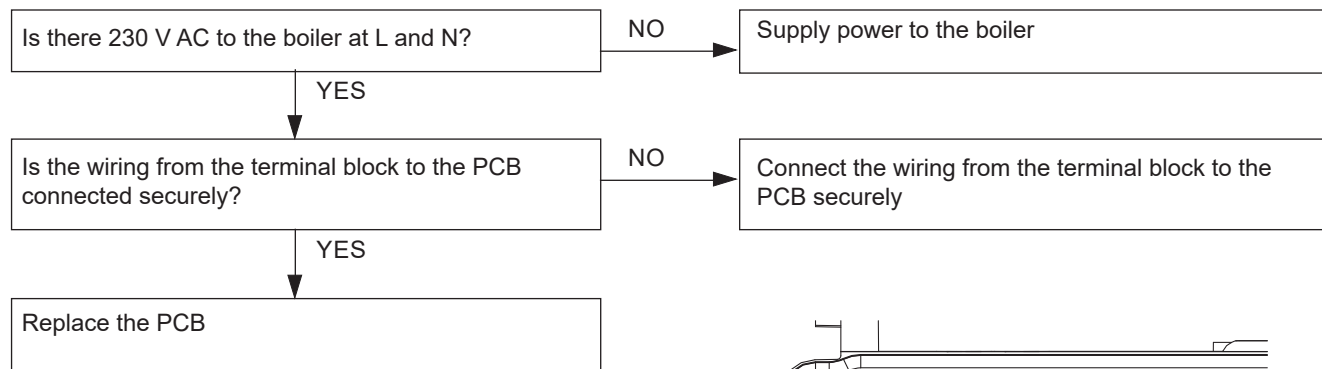 Is there 230 V AC to the boiler at L and N?
NO
Supply power to the boiler
YES
Is the wiring from the terminal block to the PCB
connected securely?
NO
Connect the wiring from the terminal block to the
PCB securely
YES
Replace the PCB